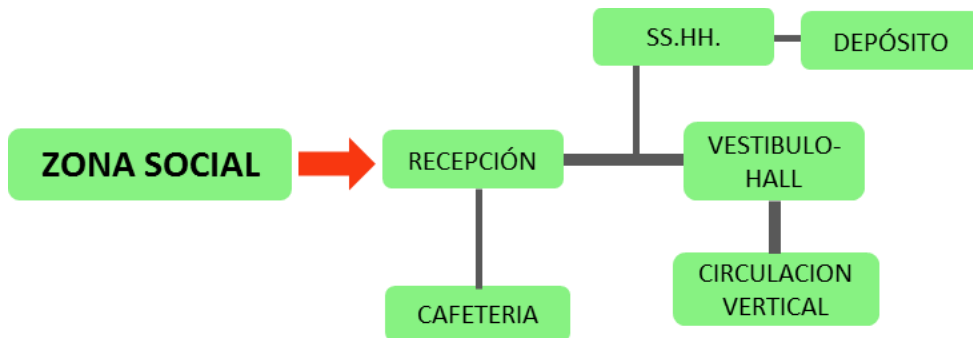 SS.HH.
DEPÓSITO
ZONA SOCIAL
RECEPCIÓN
VESTIBULO-
HALL
CIRCULACION
VERTICAL
CAFETERIA